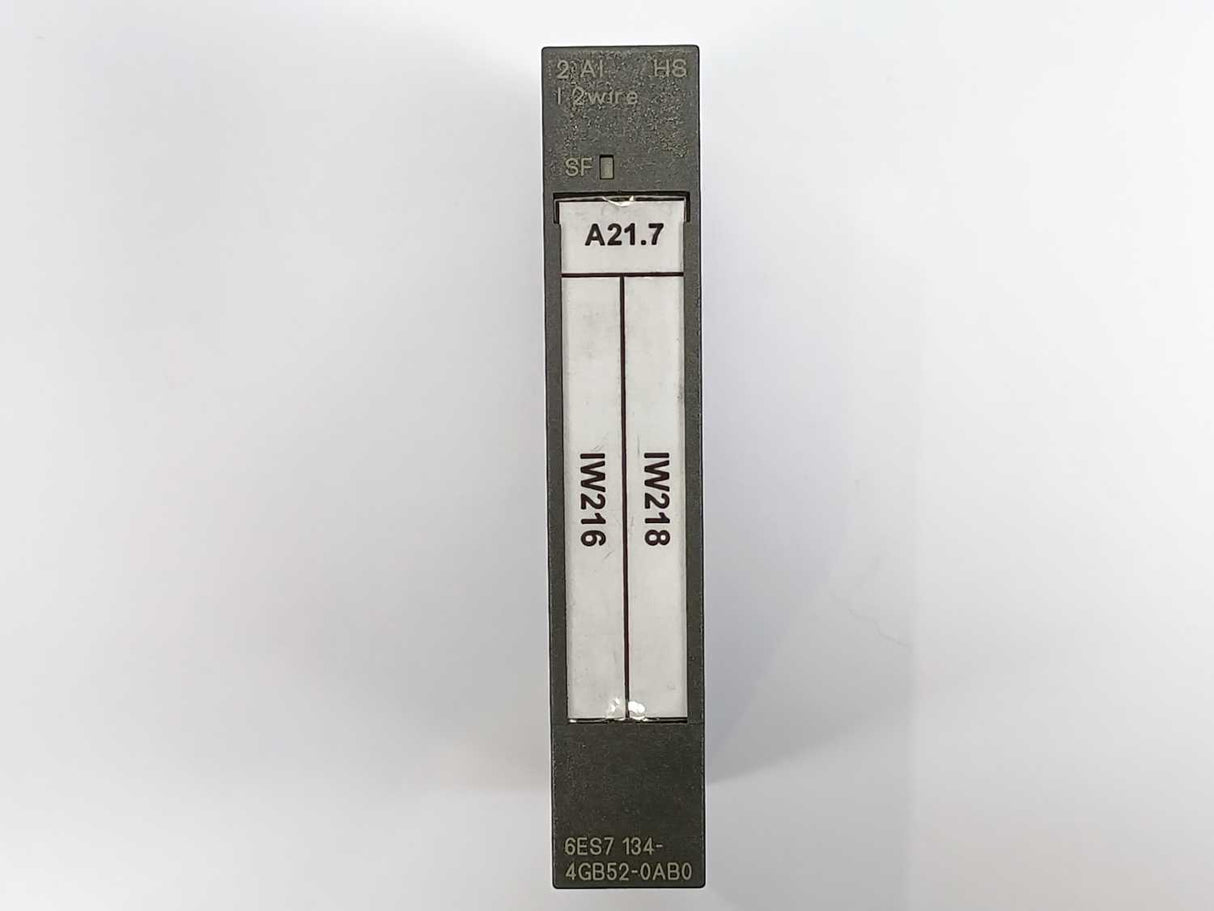 2 AI HS
I 2wire
SF
A21.7
IW216
IW218
6ES7 134-
4GB52-0AB0